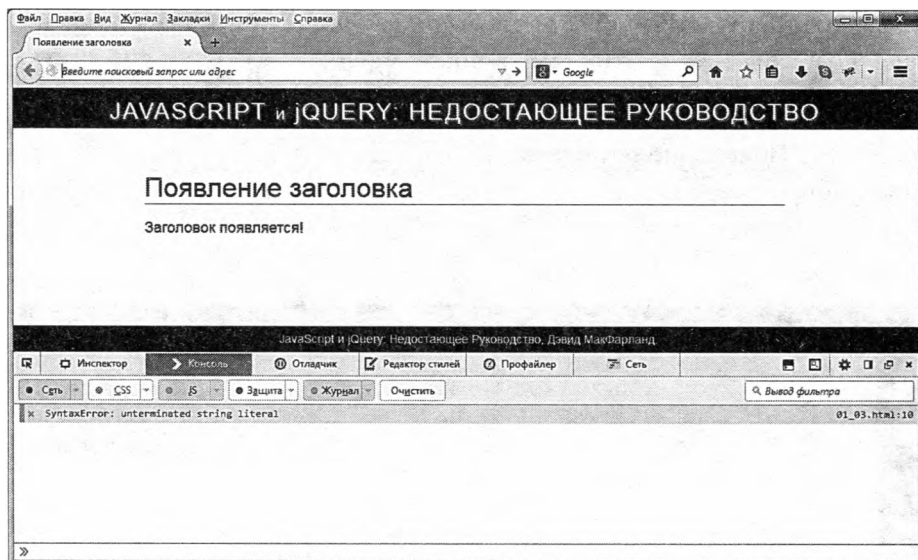 Файл Правка Вид Журнал Закладки Инструменты Справка
Появление заголовка × +
Введите поисковый запрос или адрес Google
JAVASCRIPT и jQUERY: НЕДОСТАЮЩЕЕ РУКОВОДСТВО
Появление заголовка
Заголовок появляется!
JavaScript и jQuery: Недостающее Руководство, Дэвид МакФарланд
Инспектор Консоль Отладчик Редактор стилей Профайлер Сеть
Сеть CSS JS Защита Журнал Очистить Вывод фильтра
× SyntaxError: unterminated string literal 01_03.html:10
»